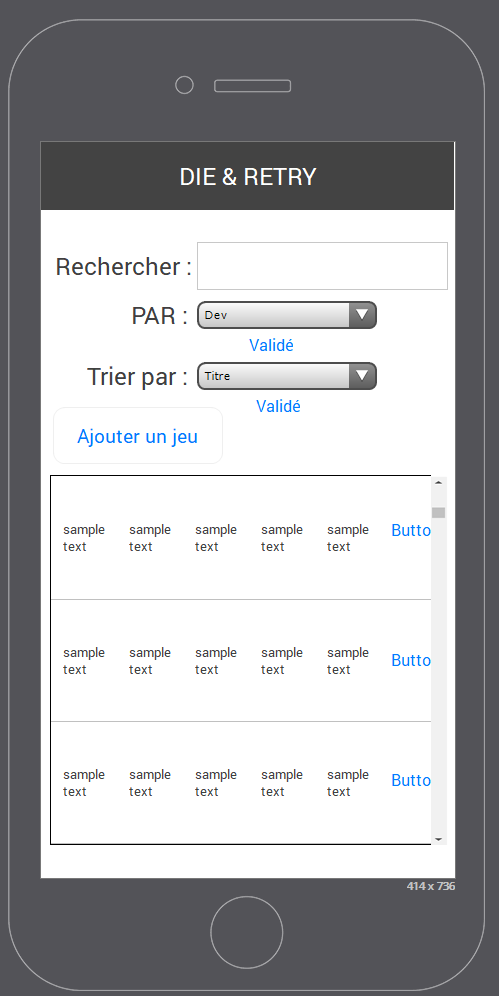 DIE & RETRY
Rechercher :
PAR : Dev
Validé
Trier par : Titre
Validé
Ajouter un jeu
sample sample sample sample sample
text text text text text
Butto
sample sample sample sample sample
text text text text text
Butto
sample sample sample sample sample
text text text text text
Butto
414 x 736